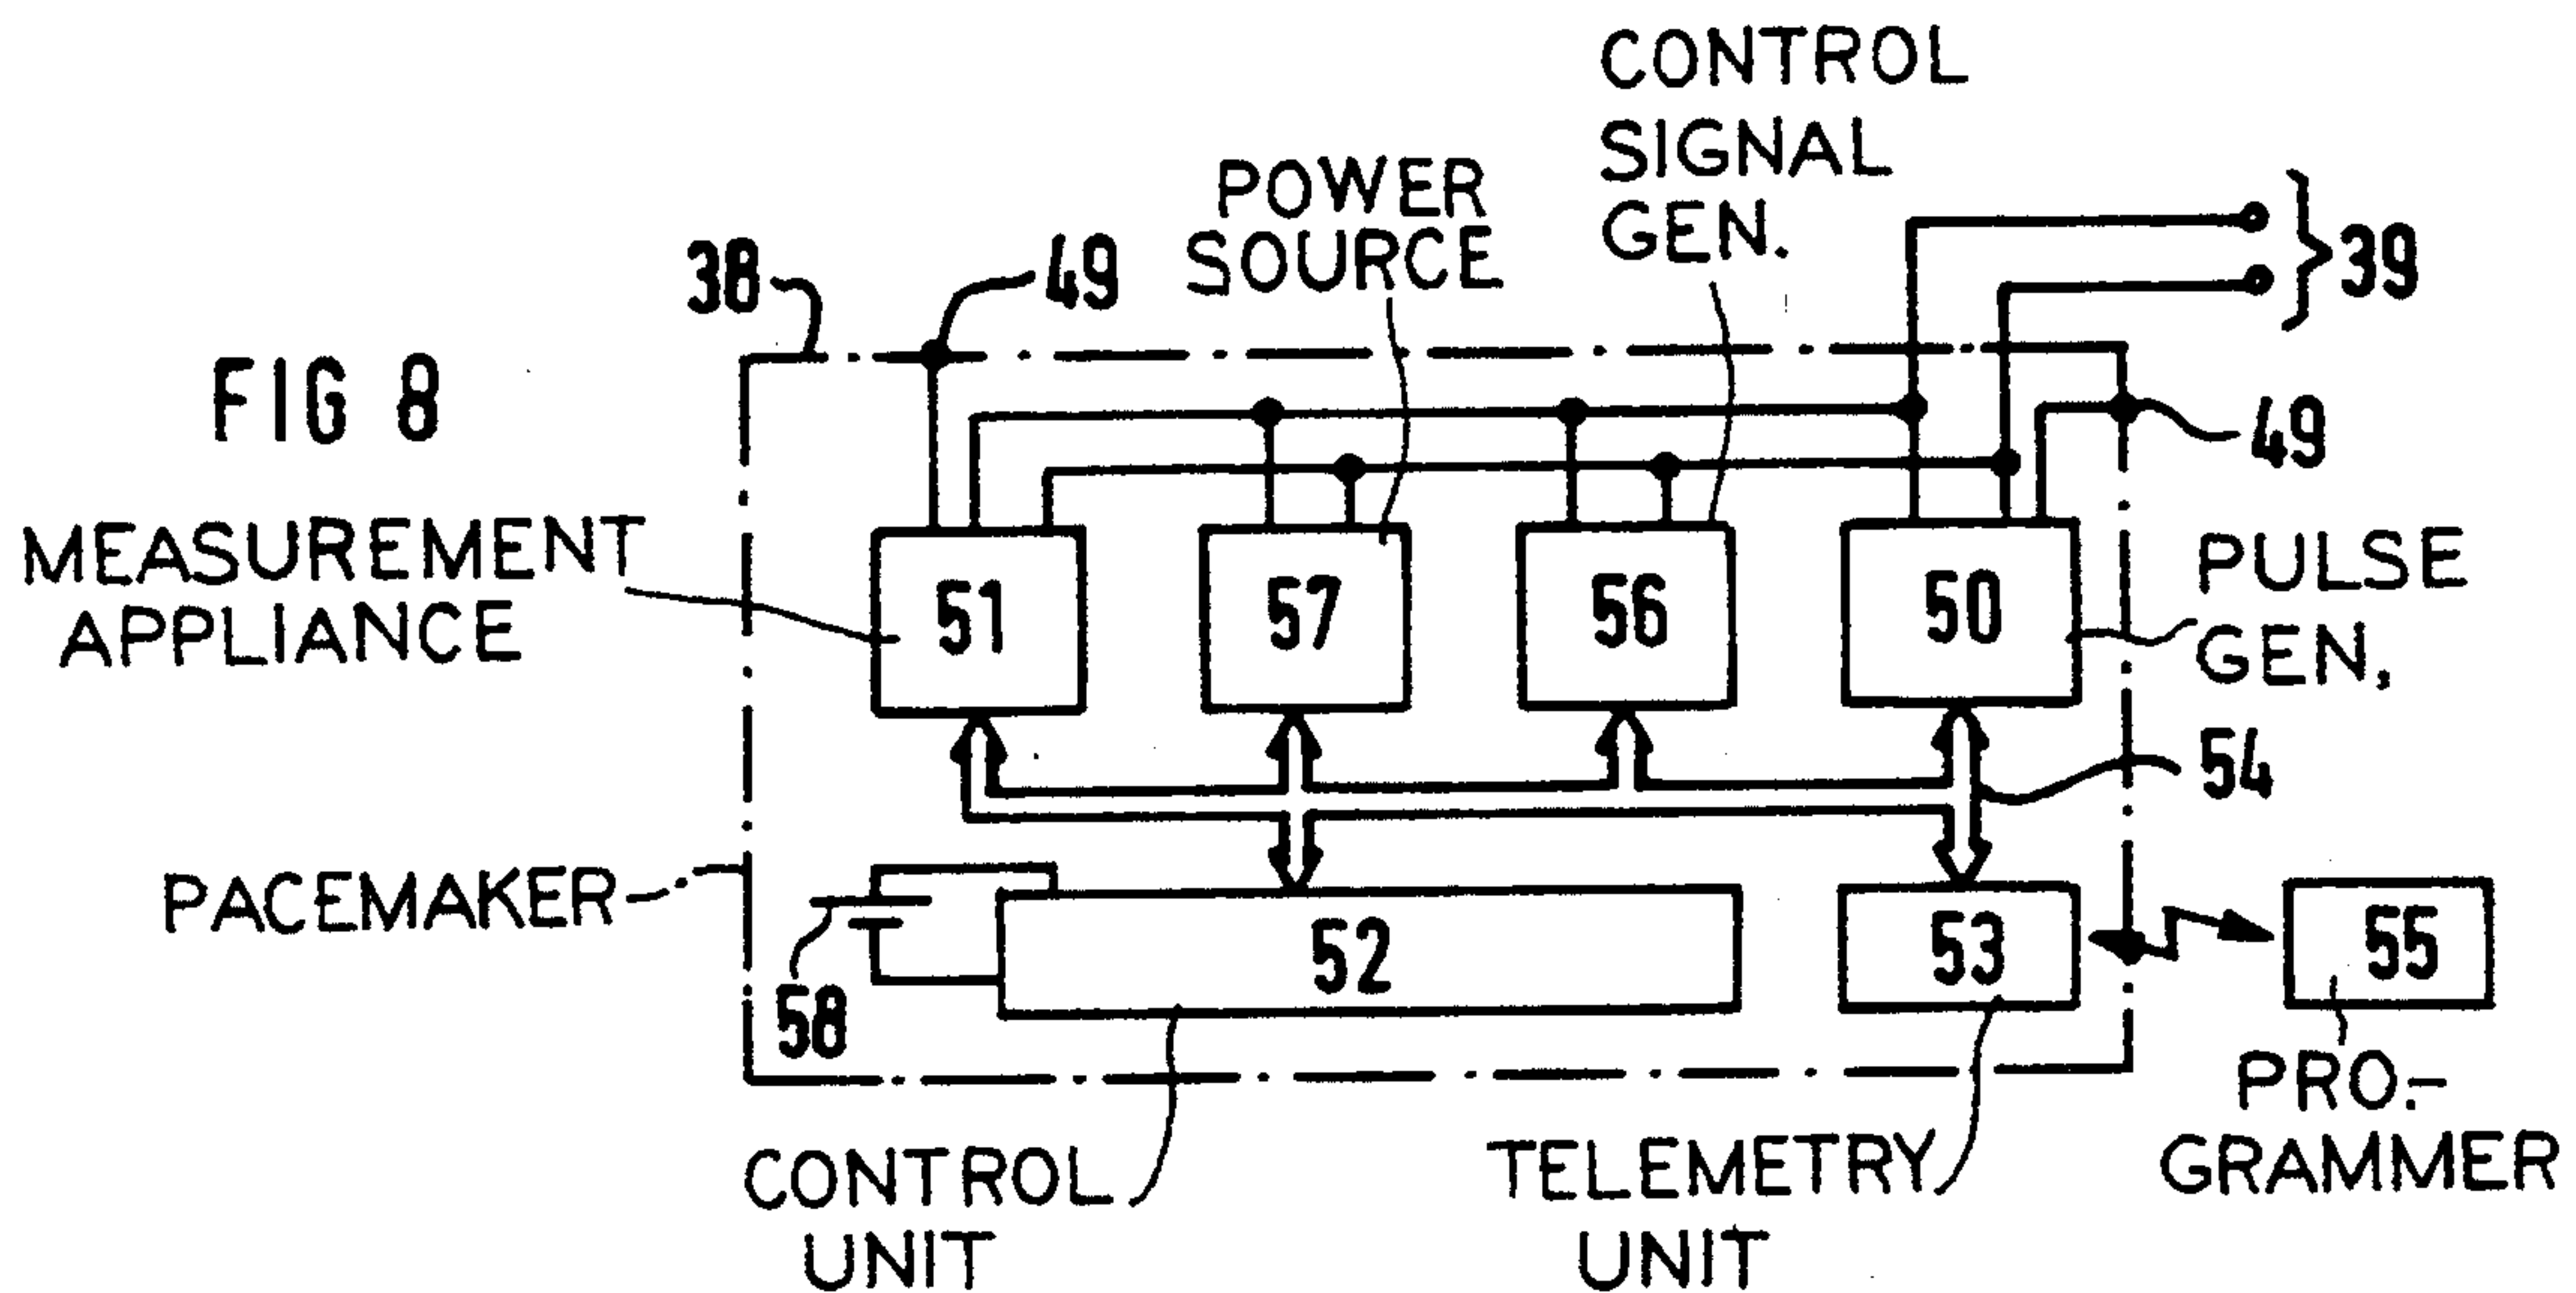 CONTROL
SIGNAL
GEN.
POWER
SOURCE
38
49
39
FIG 8
49
MEASUREMENT
APPLIANCE
51
57
56
50
PULSE
GEN.
54
PACEMAKER
58
52
53
55
PRO.-
GRAMMER
CONTROL
UNIT
TELEMETRY
UNIT